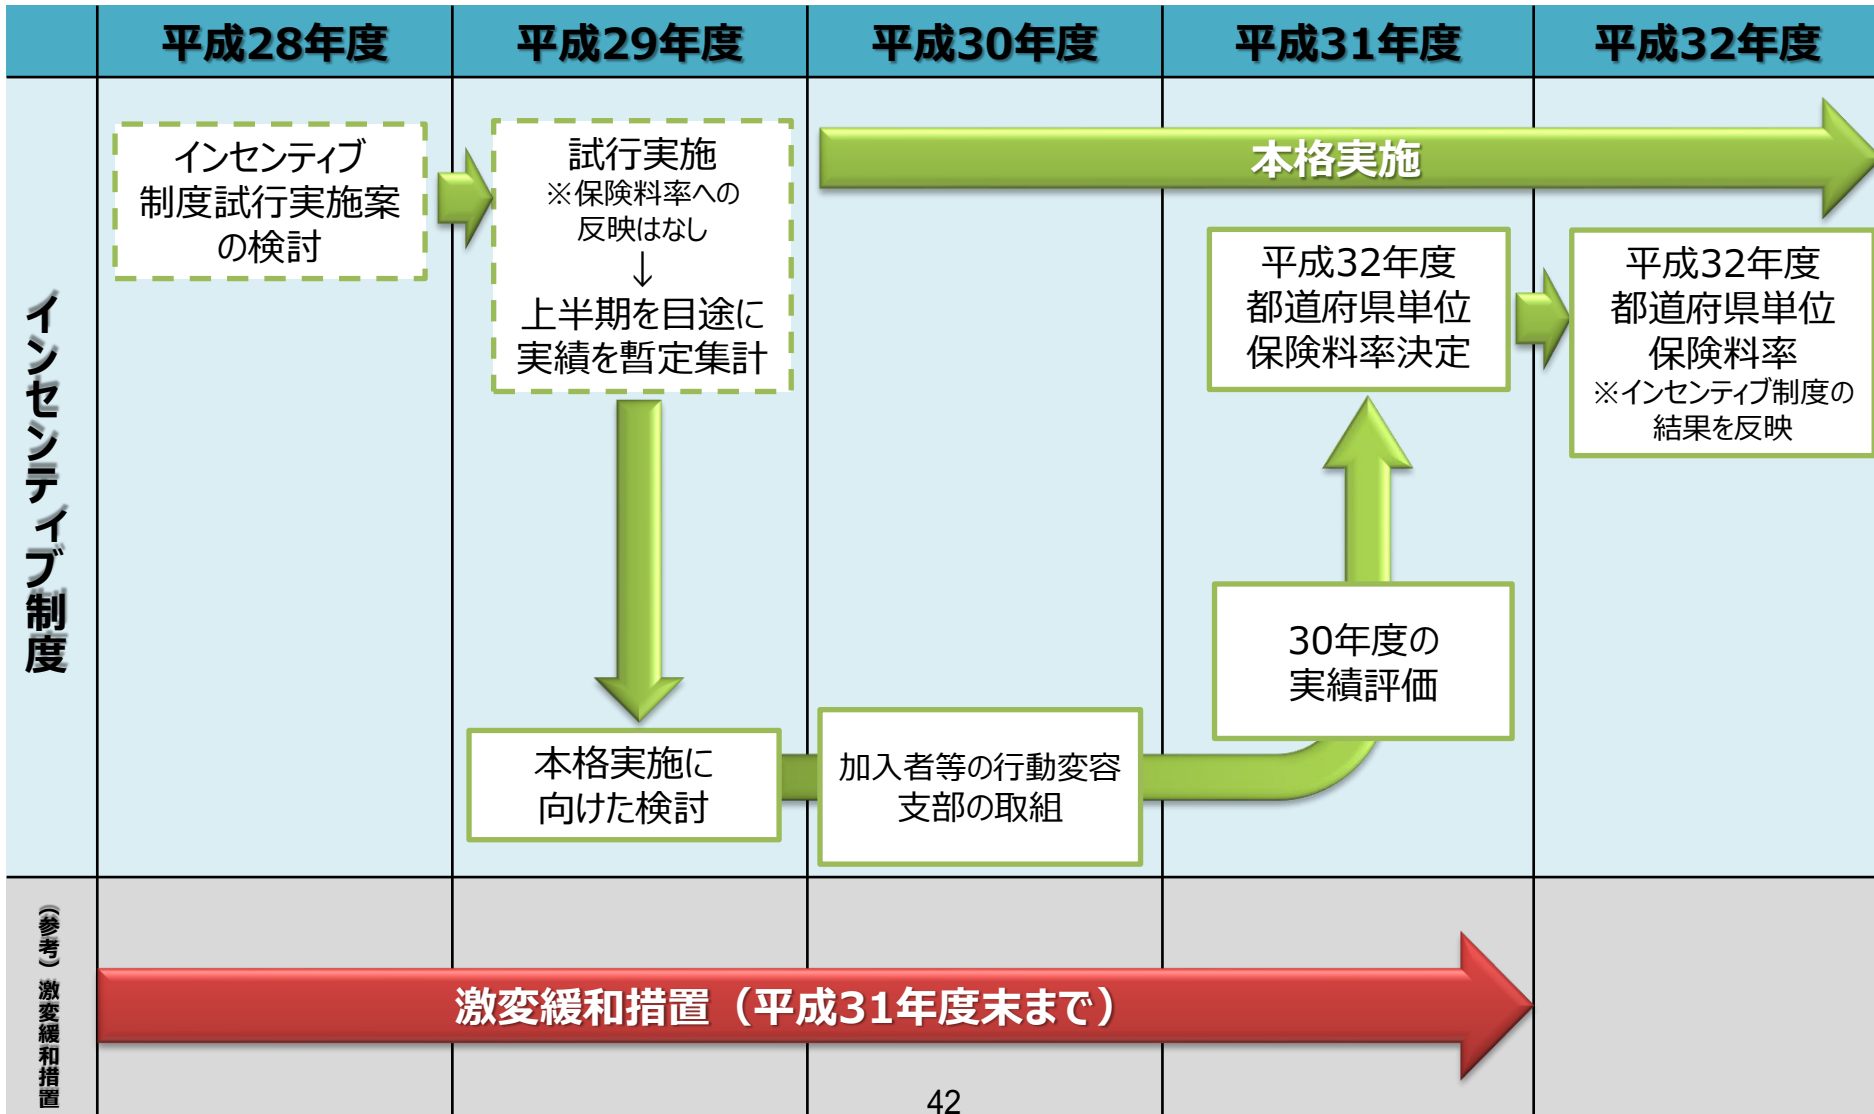 平成28年度
平成29年度
平成30年度
平成31年度
平成32年度
インセンティブ制度
インセンティブ
制度試行実施案
の検討
試行実施
※保険料率への
反映はなし
↓
上半期を目途に
実績を暫定集計
本格実施に
向けた検討
本格実施
加入者等の行動変容
支部の取組
30年度の
実績評価
平成32年度
都道府県単位
保険料率決定
平成32年度
都道府県単位
保険料率
※インセンティブ制度の
結果を反映
（参考）激変緩和措置
激変緩和措置（平成31年度末まで）
42